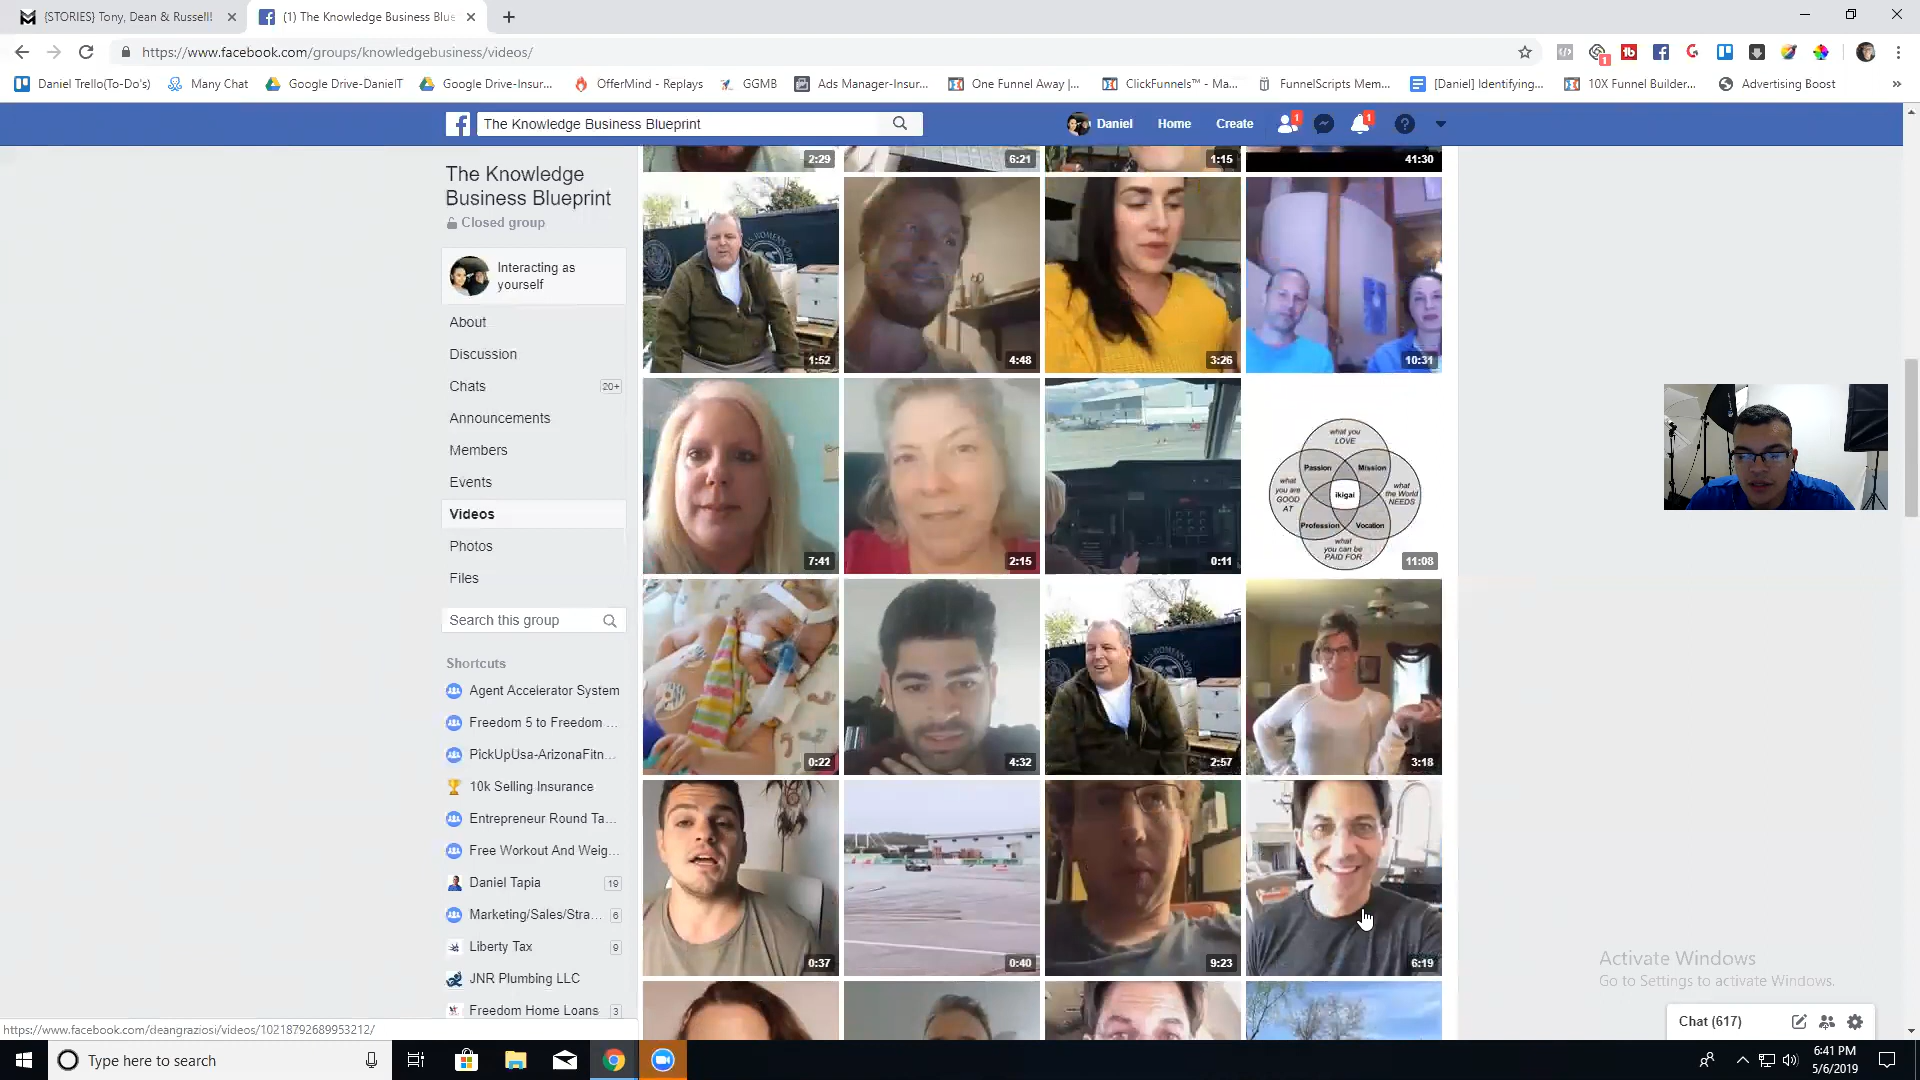 {STORIES} Tony, Dean & Russell!
(1) The Knowledge Business Blue
https://www.facebook.com/groups/knowledgebusiness/videos/
1
Daniel Trello(To-Do's)
Many Chat
Google Drive-DanielT
Google Drive-Insur...
OfferMind - Replays
GGMB
Ads Manager-Insur...
One Funnel Away |...
ClickFunnels™ - Ma...
FunnelScripts Mem...
[Daniel] Identifying...
10X Funnel Builder...
Advertising Boost
The Knowledge Business Blueprint
Daniel
Home
Create
1
1
The Knowledge
Business Blueprint
Closed group
Interacting as
yourself
About
Discussion
Chats 20+
Announcements
Members
Events
Videos
Photos
Files
Search this group
Shortcuts
Agent Accelerator System
Freedom 5 to Freedom ...
PickUpUsa-ArizonaFitn...
10k Selling Insurance
Entrepreneur Round Ta...
Free Workout And Weig...
Daniel Tapia 19
Marketing/Sales/Stra... 6
Liberty Tax 9
JNR Plumbing LLC
Freedom Home Loans 3
https://www.facebook.com/deangraziosi/videos/10218792689953212/
2:29
6:21
1:15
41:30
1:52
4:48
3:26
10:31
7:41
2:15
0:11
what you
LOVE
Passion
Mission
what
you are
GOOD
AT
ikigai
what
the World
NEEDS
Profession
Vocation
what
you can be
PAID FOR
11:08
0:22
4:32
2:57
3:18
0:37
0:40
9:23
6:19
Activate Windows
Go to Settings to activate Windows.
Chat (617)
Type here to search
6:41 PM
5/6/2019